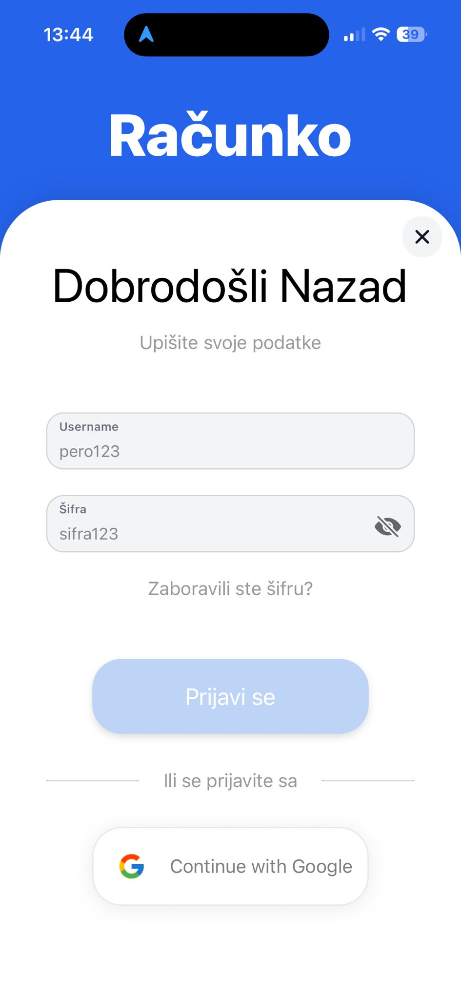 13:44
39
Računko
Dobrodošli Nazad
Upišite svoje podatke
Username
pero123
Šifra
sifra123
Zaboravili ste šifru?
Prijavi se
Ili se prijavite sa
Continue with Google